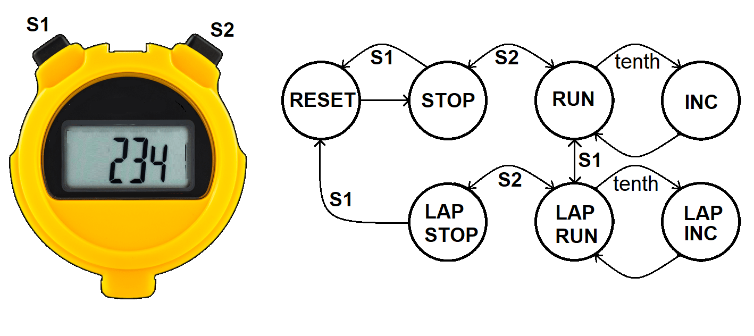 S1
S2
234
S1
S2
tenth
RESET
STOP
RUN
INC
S1
S1
S2
tenth
LAP
STOP
LAP
RUN
LAP
INC